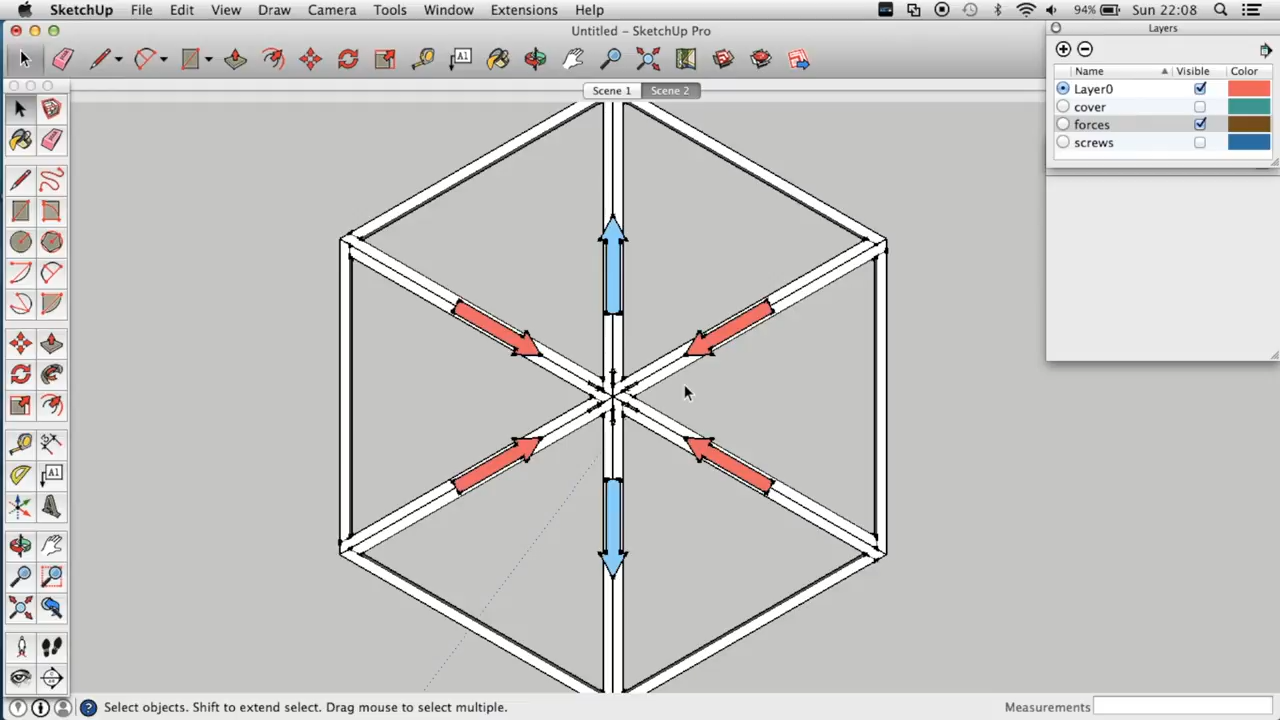 SketchUp File Edit View Draw Camera Tools Window Extensions Help 94% Sun 22:08
Untitled - SketchUp Pro
Layers
A1
Name Visible Color
Scene 1 Scene 2
Layer0
cover
forces
screws
A1
Select objects. Shift to extend select. Drag mouse to select multiple. Measurements